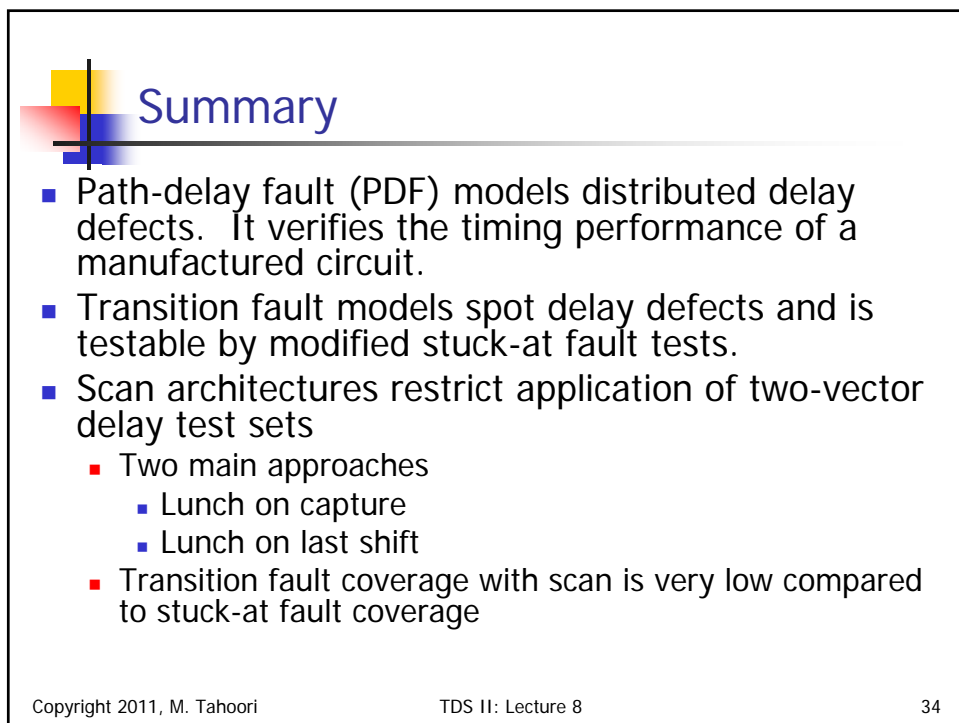 Summary
Path-delay fault (PDF) models distributed delay
defects. It verifies the timing performance of a
manufactured circuit.
Transition fault models spot delay defects and is
testable by modified stuck-at fault tests.
Scan architectures restrict application of two-vector
delay test sets
Two main approaches
Lunch on capture
Lunch on last shift
Transition fault coverage with scan is very low compared
to stuck-at fault coverage
Copyright 2011, M. Tahoori TDS II: Lecture 8 34